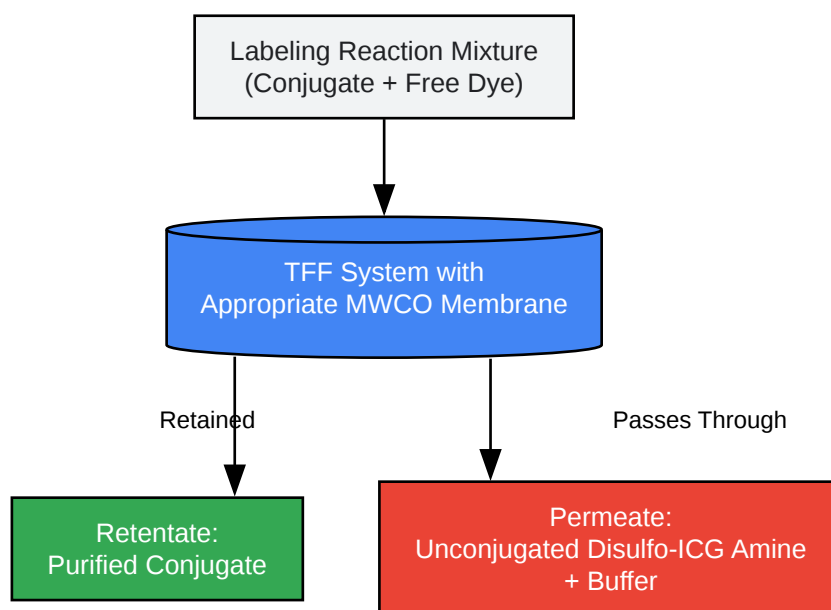 Labeling Reaction Mixture
(Conjugate + Free Dye)
TFF System with
Appropriate MWCO Membrane
Retained
Passes Through
Retentate:
Purified Conjugate
Permeate:
Unconjugated Disulfo-ICG Amine
+ Buffer